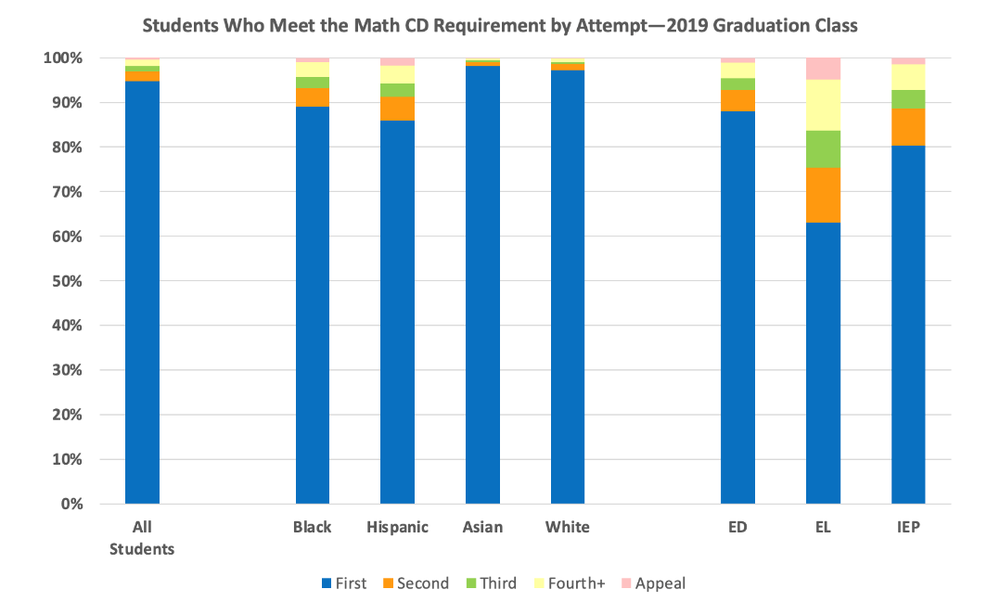 Students Who Meet the Math CD Requirement by Attempt—2019 Graduation Class
100%
90%
80%
70%
60%
50%
40%
30%
20%
10%
0%
All Students
Black
Hispanic
Asian
White
ED
EL
IEP
First
Second
Third
Fourth+
Appeal